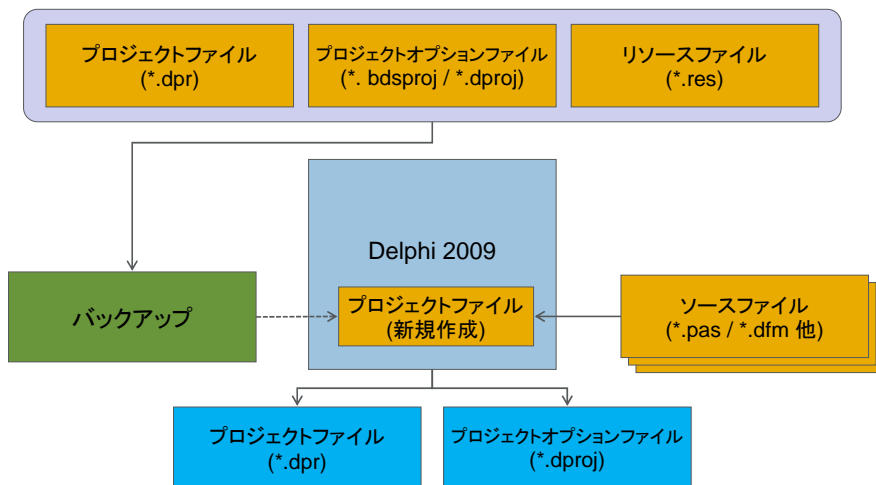 プロジェクトファイル
(*.dpr)
プロジェクトオプションファイル
(*. bdsproj / *.dproj)
リソースファイル
(*.res)
Delphi 2009
バックアップ
プロジェクトファイル
(新規作成)
ソースファイル
(*.pas / *.dfm 他)
プロジェクトファイル
(*.dpr)
プロジェクトオプションファイル
(*.dproj)